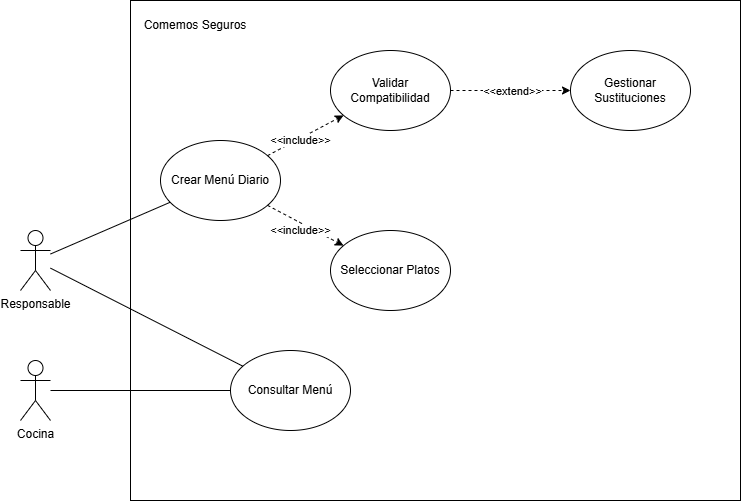 Comemos Seguros
Validar
Compatibilidad
<<extend>>
Gestionar
Sustituciones
<<include>>
Crear Menú Diario
<<include>>
Seleccionar Platos
Responsable
Consultar Menú
Cocina